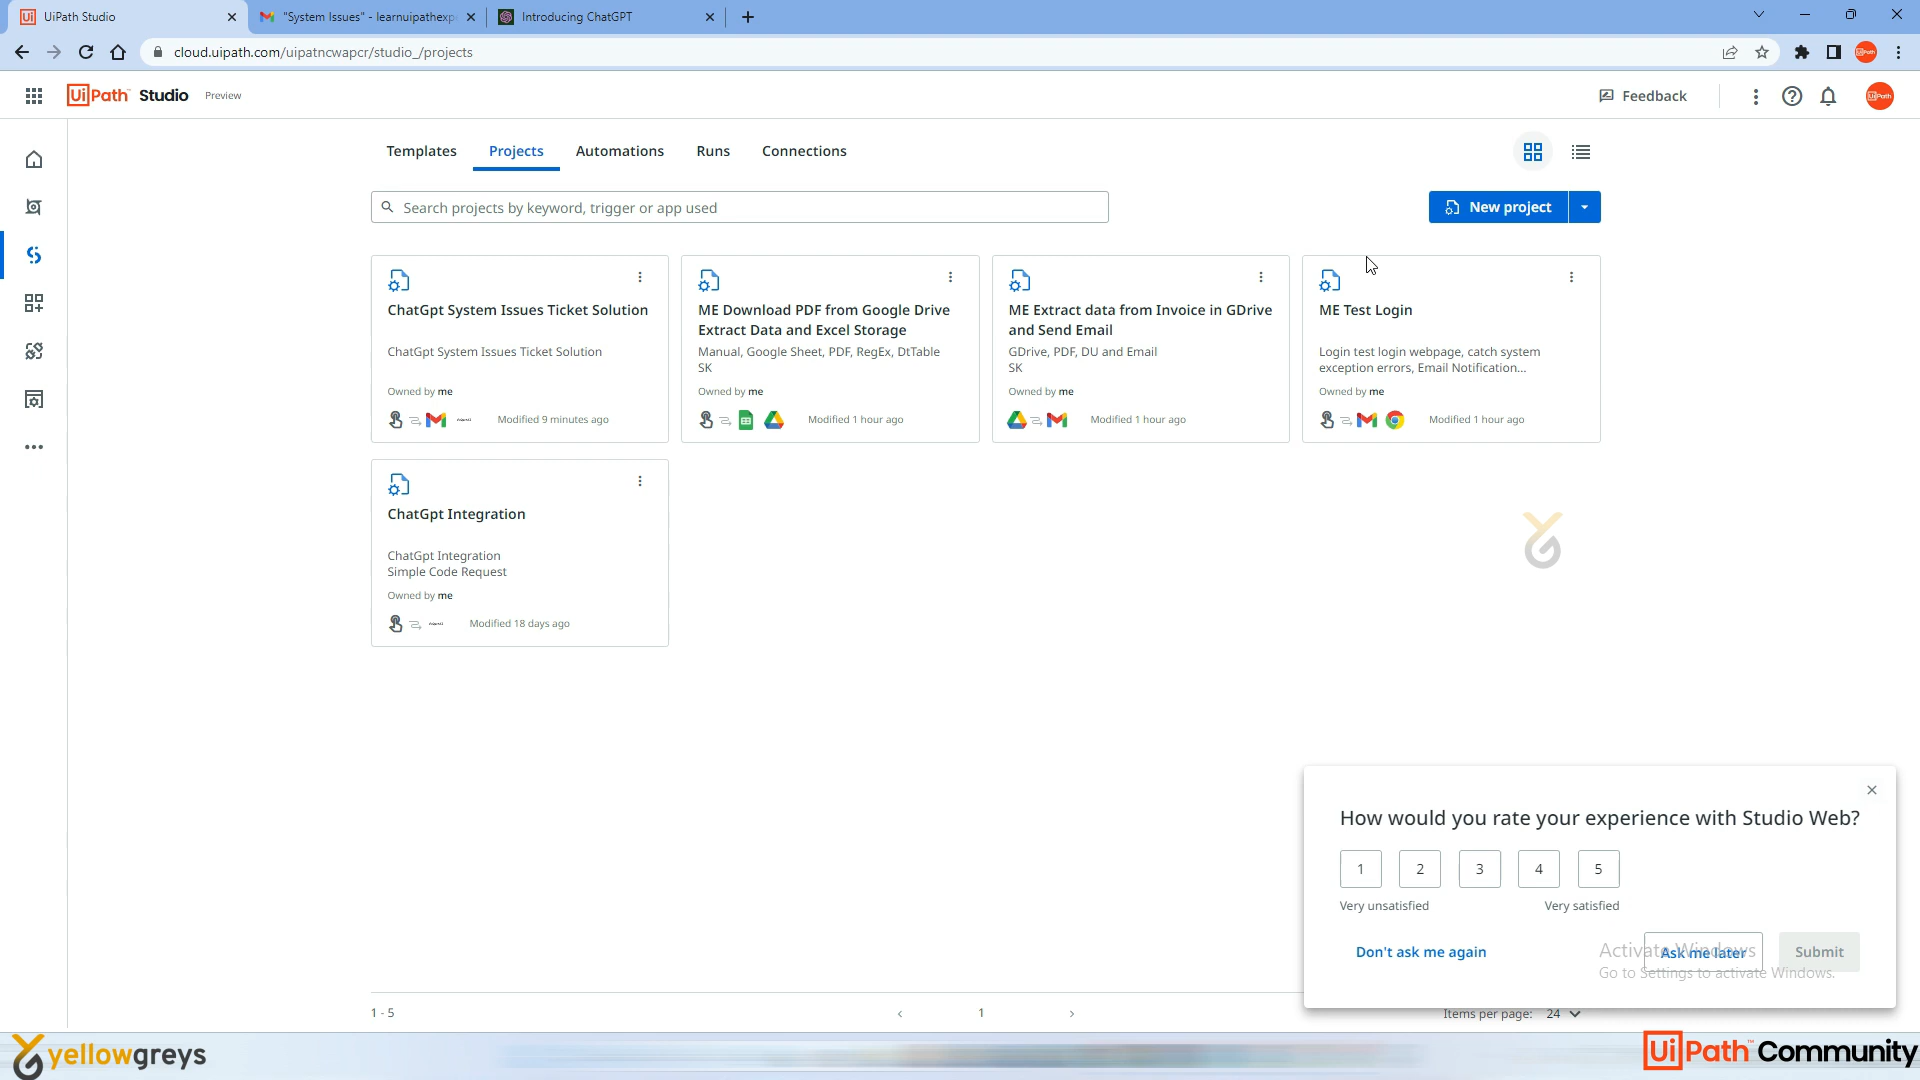 UiPath Studio
"System Issues" - learnuipathexp
Introducing ChatGPT
cloud.uipath.com/uipatncwapcr/studio_/projects
UiPath Studio Preview
Feedback
Templates
Projects
Automations
Runs
Connections
Search projects by keyword, trigger or app used
New project
ChatGpt System Issues Ticket Solution
ChatGpt System Issues Ticket Solution
Owned by me
Modified 9 minutes ago
ME Download PDF from Google Drive
Extract Data and Excel Storage
Manual, Google Sheet, PDF, RegEx, DtTable
SK
Owned by me
Modified 1 hour ago
ME Extract data from Invoice in GDrive
and Send Email
GDrive, PDF, DU and Email
SK
Owned by me
Modified 1 hour ago
ME Test Login
Login test login webpage, catch system
exception errors, Email Notification...
Owned by me
Modified 1 hour ago
ChatGpt Integration
ChatGpt Integration
Simple Code Request
Owned by me
Modified 18 days ago
How would you rate your experience with Studio Web?
1
2
3
4
5
Very unsatisfied
Very satisfied
Don't ask me again
Ask me later
Submit
Activate Windows
Go to Settings to activate Windows.
1 - 5
1
Items per page: 24
yellowgreys
UiPath Community